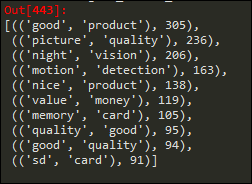 Out[443]:
[(('good', 'product'), 305),
(('picture', 'quality'), 236),
(('night', 'vision'), 206),
(('motion', 'detection'), 163),
(('nice', 'product'), 138),
(('value', 'money'), 119),
(('memory', 'card'), 105),
(('quality', 'good'), 95),
(('good', 'quality'), 94),
(('sd', 'card'), 91)]